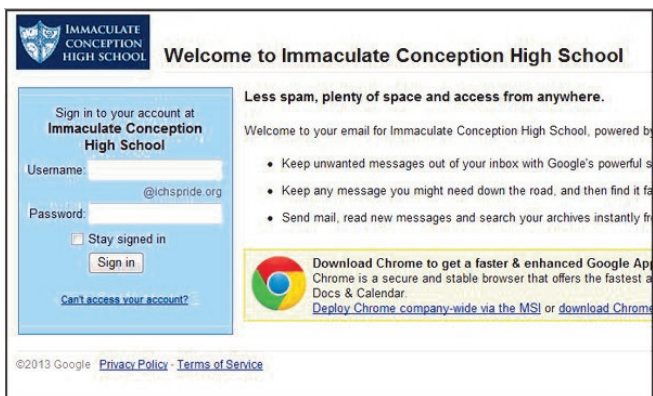 IMMACULATE
CONCEPTION
HIGH SCHOOL
Welcome to Immaculate Conception High School
Sign in to your account at
Immaculate Conception
High School
Username:
@ichspride.org
Password:
Stay signed in
Sign in
Can't access your account?
Less spam, plenty of space and access from anywhere.
Welcome to your email for Immaculate Conception High School, powered by
Keep unwanted messages out of your inbox with Google's powerful
Keep any message you might need down the road, and then find it
Send mail, read new messages and search your archives instantly
Download Chrome to get a faster & enhanced Google
Chrome is a secure and stable browser that offers the fastest
Docs & Calendar.
Deploy Chrome company-wide via the MSI or download Chrome
©2013 Google Privacy Policy - Terms of Service